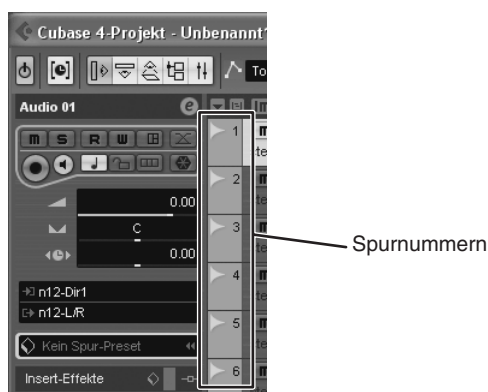 Cubase 4-Projekt - Unbenannt
To
Audio 01
e
m S R W
0.00
C
0.00
n12-Dir1
n12-L/R
Kein Spur-Preset
Insert-Effekte
1
2
3
4
5
6
Spurnummern